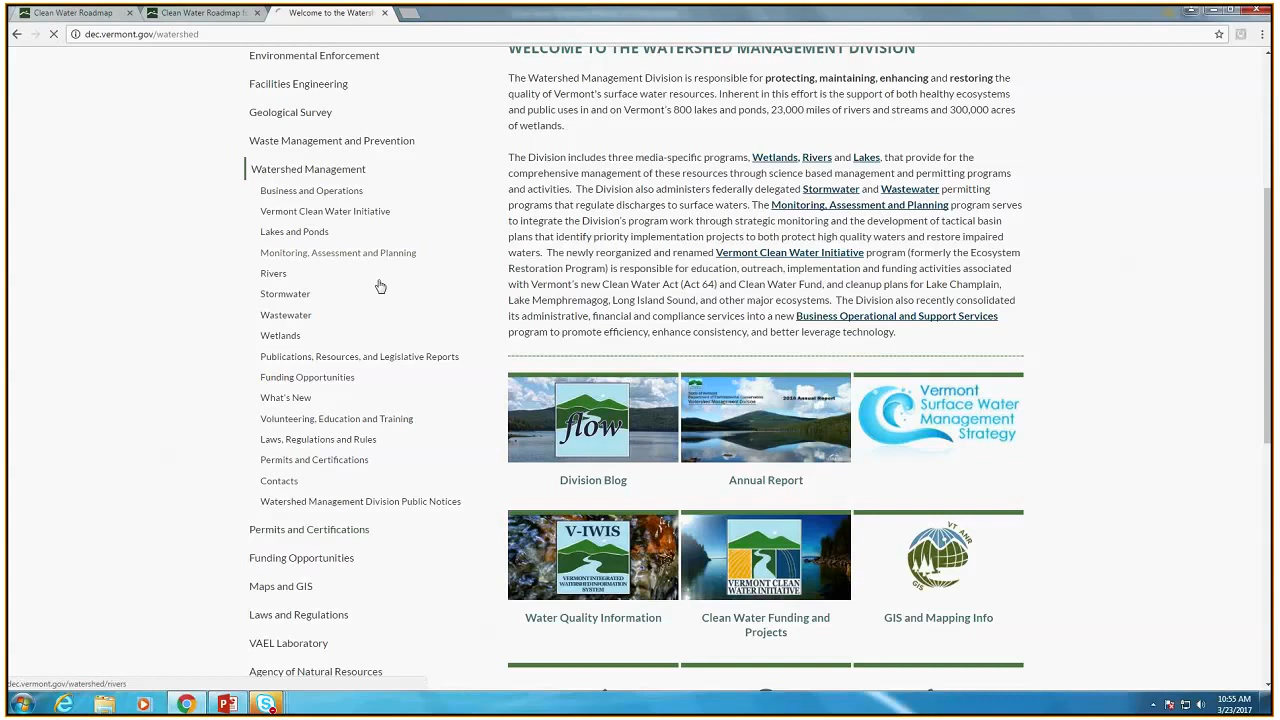 Clean Water Roadmap
Clean Water Roadmap f
Welcome to the Watersh
dec.vermont.gov/watershed
Environmental Enforcement
Facilities Engineering
Geological Survey
Waste Management and Prevention
Watershed Management
Business and Operations
Vermont Clean Water Initiative
Lakes and Ponds
Monitoring, Assessment and Planning
Rivers
Stormwater
Wastewater
Wetlands
Publications, Resources, and Legislative Reports
Funding Opportunities
What's New
Volunteer, Education and Training
Laws, Regulations and Rules
Permits and Certifications
Contacts
Watershed Management Division Public Notices
Permits and Certifications
Funding Opportunities
Maps and GIS
Laws and Regulations
VAEL Laboratory
Agency of Natural Resources
WELCOME TO THE WATERSHED MANAGEMENT DIVISION
The Watershed Management Division is responsible for protecting, maintaining, enhancing and restoring the
quality of Vermont's surface water resources. Inherent in this effort is the support of both healthy ecosystems
and public uses in and on Vermont's 800 lakes and ponds, 23,000 miles of rivers and streams and 300,000 acres
of wetlands.
The Division includes three media-specific programs, Wetlands, Rivers and Lakes, that provide for the
comprehensive management of these resources through science based management and permitting programs
and activities. The Division also administers federally delegated Stormwater and Wastewater permitting
programs that regulate discharges to surface waters. The Monitoring, Assessment and Planning program serves
to integrate the Division's program work through strategic monitoring and the development of tactical basin
plans that identify priority implementation projects to both protect high quality waters and restore impaired
waters. The newly reorganized and renamed Vermont Clean Water Initiative program (formerly the Ecosystem
Restoration Program) is responsible for education, outreach, implementation and funding activities associated
with Vermont's new Clean Water Act (Act 64) and Clean Water Fund, and cleanup plans for Lake Champlain,
Lake Memphremagog, Long Island Sound, and other major ecosystems. The Division also recently consolidated
its administrative, financial and compliance services into a new Business Operational and Support Services
program to promote efficiency, enhance consistency, and better leverage technology.
flow
2016 Annual Report
Vermont
Surface Water
Management
Strategy
Division Blog
Annual Report
V-IWIS
VERMONT INTEGRATED
WATERSHED INFORMATION
SYSTEM
VERMONT CLEAN
WATER INITIATIVE
VT ANR
GIS
Water Quality Information
Clean Water Funding and
Projects
GIS and Mapping Info
dec.vermont.gov/watershed/rivers
10:55 AM
3/23/2017